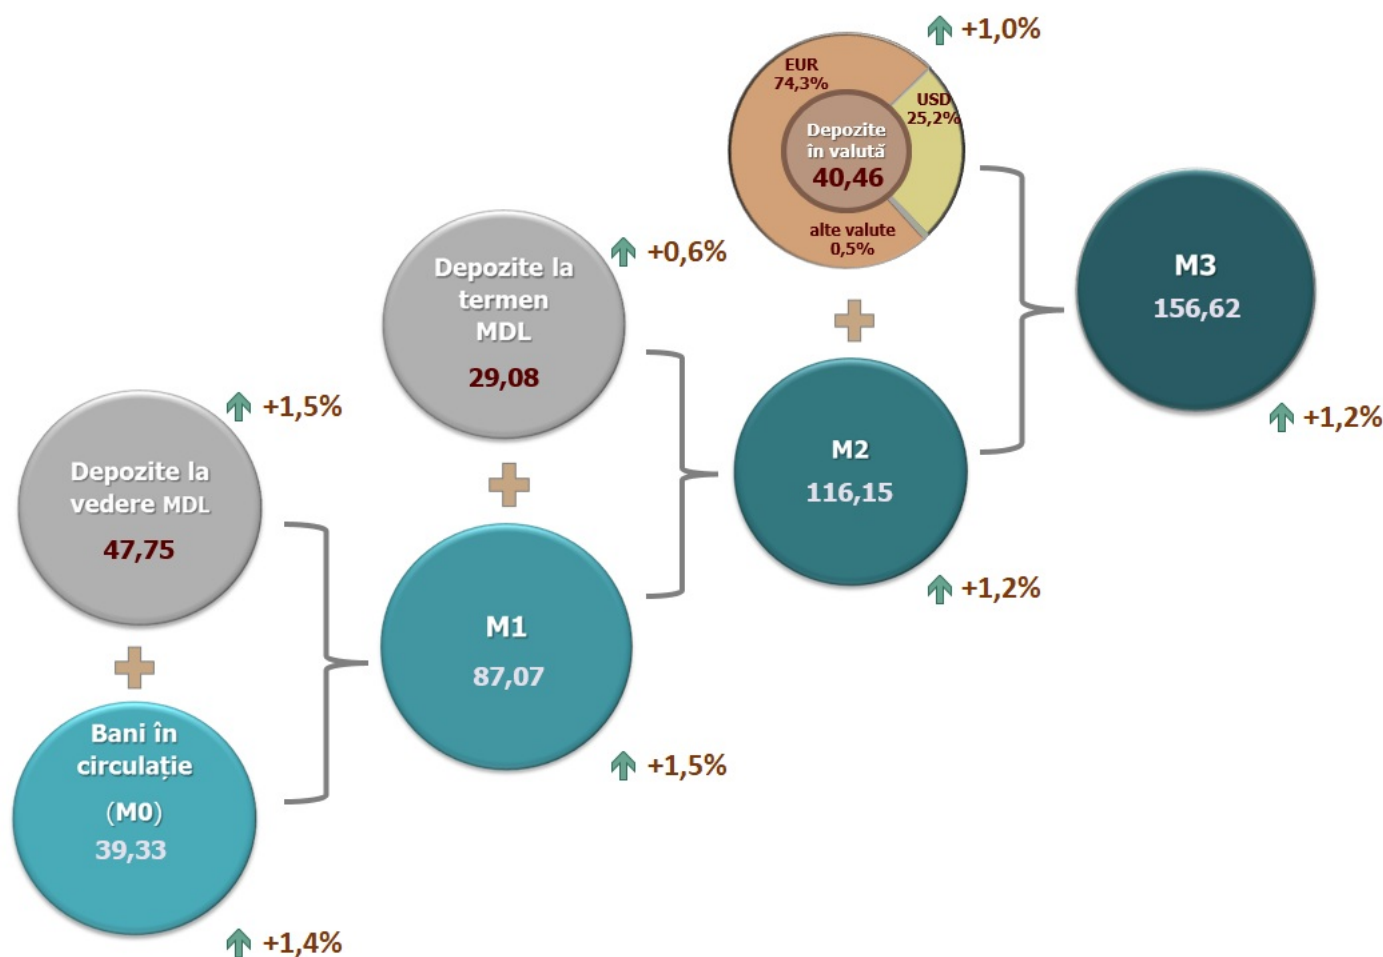 +1,0%
EUR
74,3%
USD
25,2%
Depozite
în valută
40,46
alte valute
0,5%
+0,6%
Depozite la
termen
MDL
29,08
M3
156,62
+1,2%
+1,5%
Depozite la
vedere MDL
47,75
M2
116,15
+1,2%
M1
87,07
+1,5%
Bani în
circulație
(M0)
39,33
+1,4%